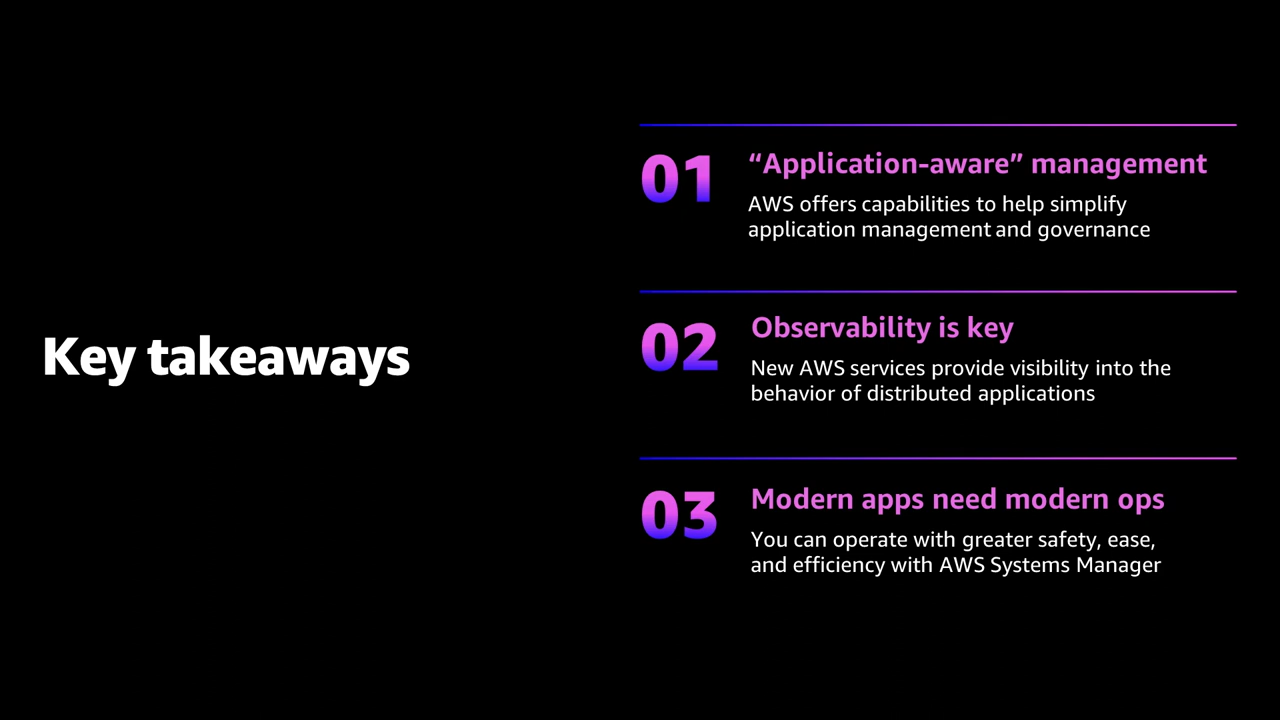 Key takeaways
01
“Application-aware” management
AWS offers capabilities to help simplify
application management and governance
02
Observability is key
New AWS services provide visibility into the
behavior of distributed applications
03
Modern apps need modern ops
You can operate with greater safety, ease,
and efficiency with AWS Systems Manager